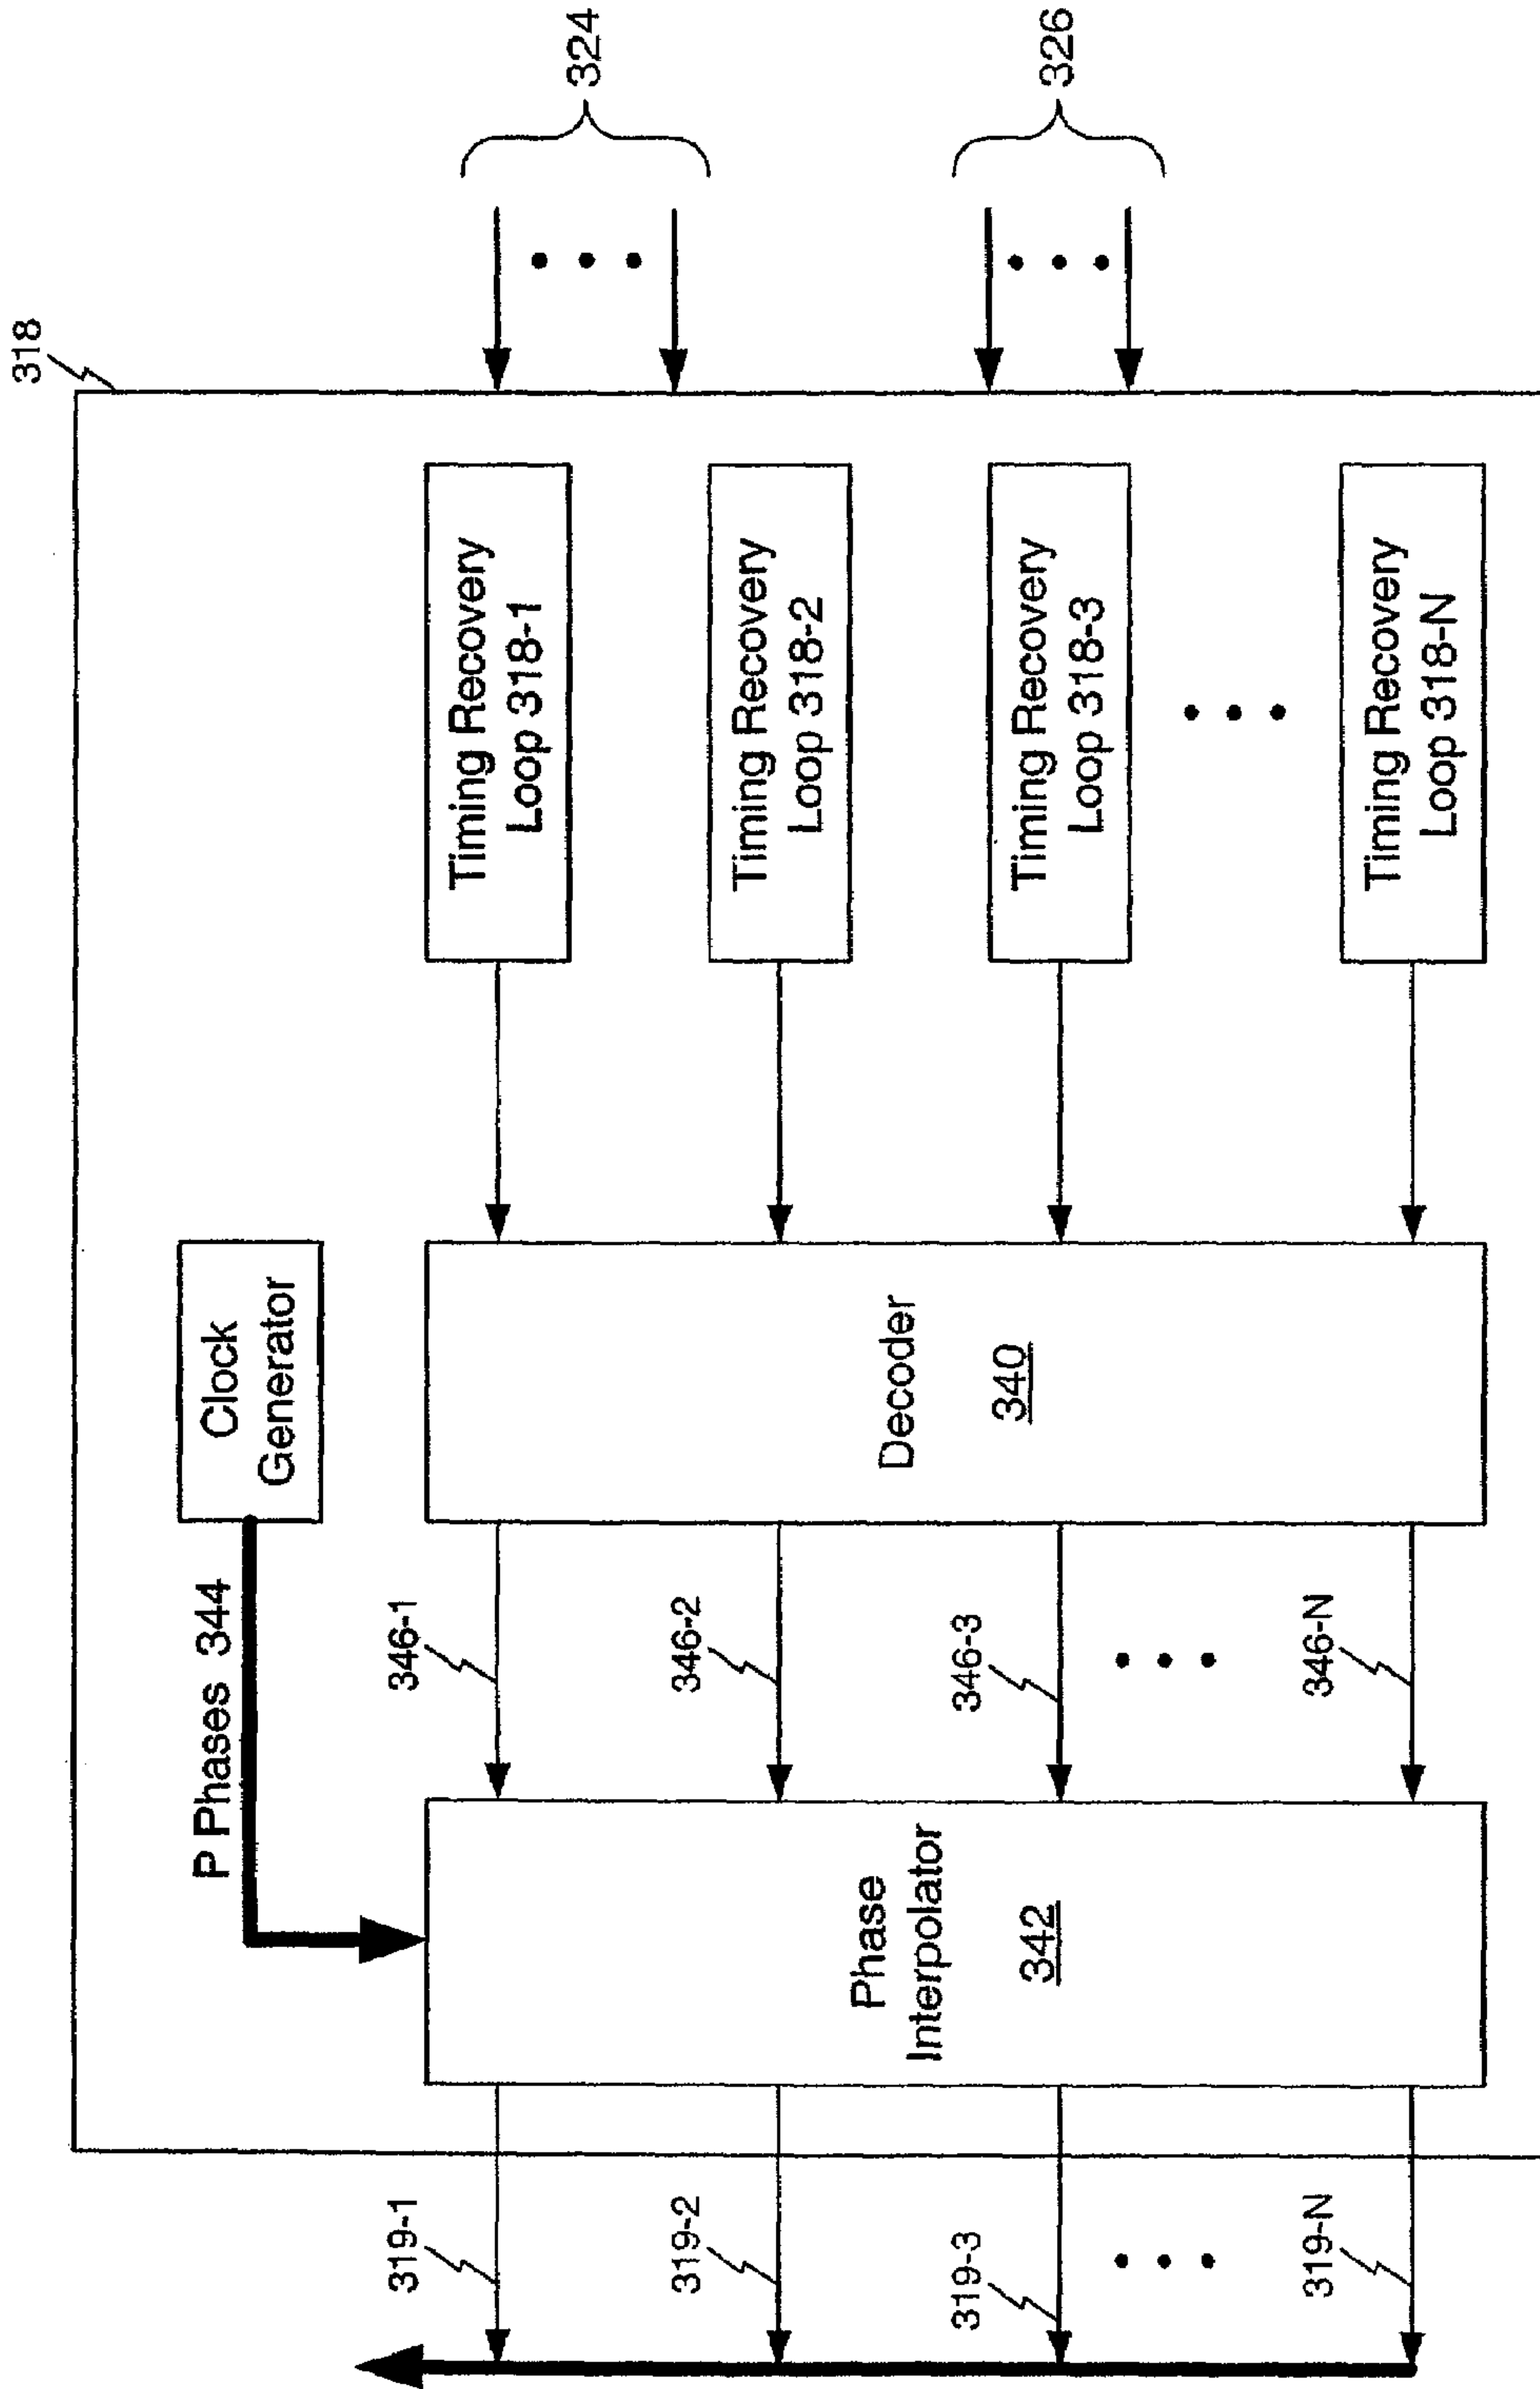 318
324
326
Timing Recovery
Loop 318-1
Timing Recovery
Loop 318-2
Timing Recovery
Loop 318-3
Timing Recovery
Loop 318-N
Clock
Generator
P Phases 344
Decoder
340
346-1
346-2
346-3
346-N
Phase
Interpolator
342
319-1
319-2
319-3
319-N